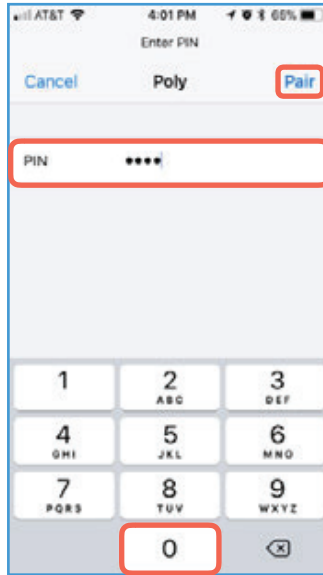 AT&T 4:01 PM 66%
Enter PIN
Cancel Poly Pair
PIN ••••
1 2 3
ABC DEF
4 5 6
GHI JKL MNO
7 8 9
PQRS TUV WXYZ
0